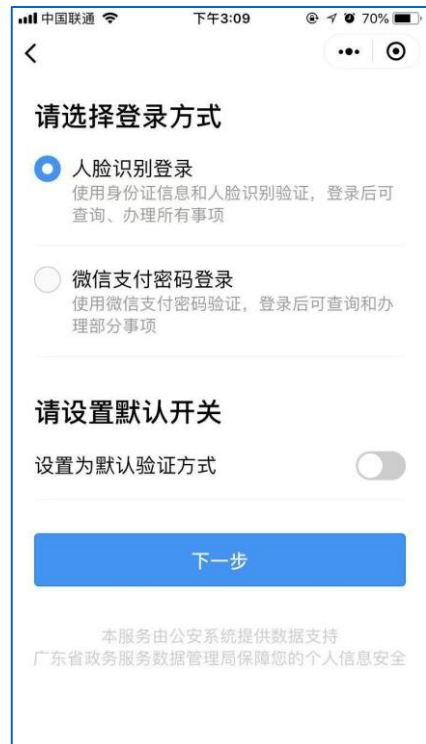 中国联通 下午3:09 70%
请选择登录方式
人脸识别登录
使用身份证信息和人脸识别验证，登录后可
查询、办理所有事项
微信支付密码登录
使用微信支付密码验证，登录后可查询和办
理部分事项
请设置默认开关
设置为默认验证方式
下一步
本服务由公安系统提供数据支持
广东省政务服务数据管理局保障您的个人信息安全